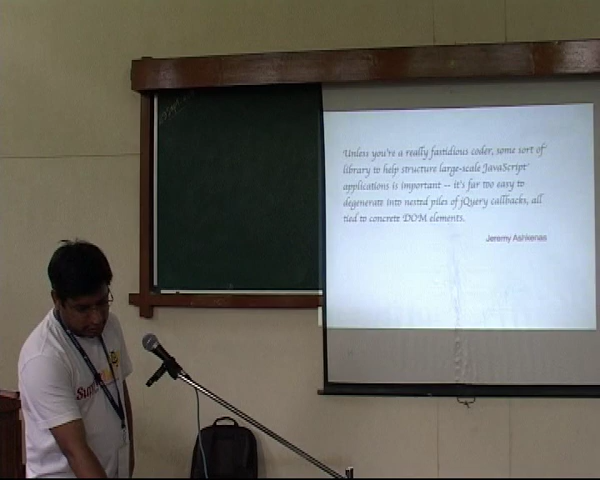 Unless you're a really fastidious coder, some sort of
library to help structure large-scale JavaScript
applications is important -- it's far too easy to
degenerate into nested piles of jQuery callbacks, all
tied to concrete DOM elements.
Jeremy Ashkenas